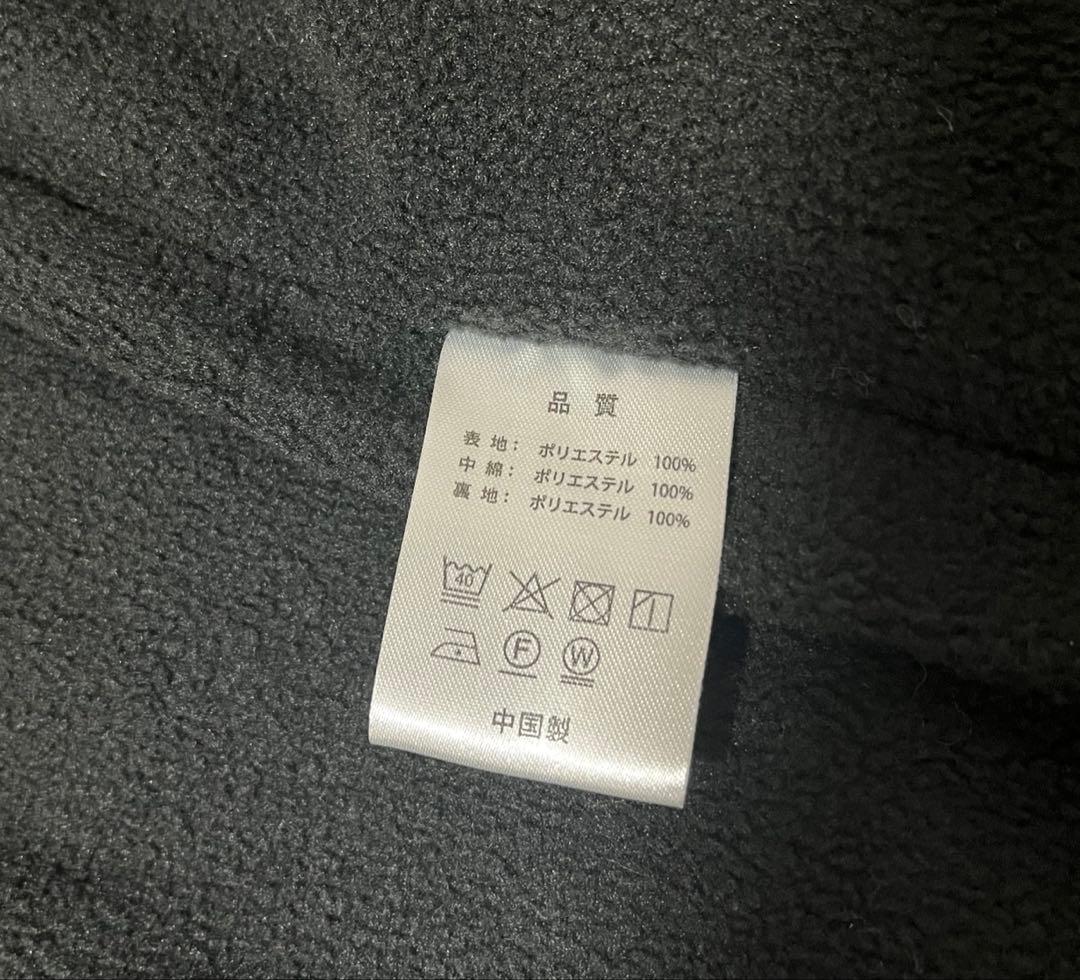 品 質
表 地： ポリエステル 100%
中 綿： ポリエステル 100%
裏 地： ポリエステル 100%
40
F W
中国製